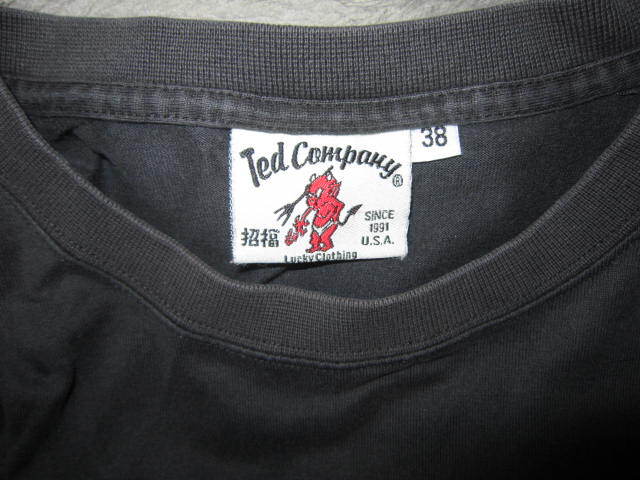 Ted Company ®
38
SINCE
1991
U.S.A.
招福
Lucky Clothing